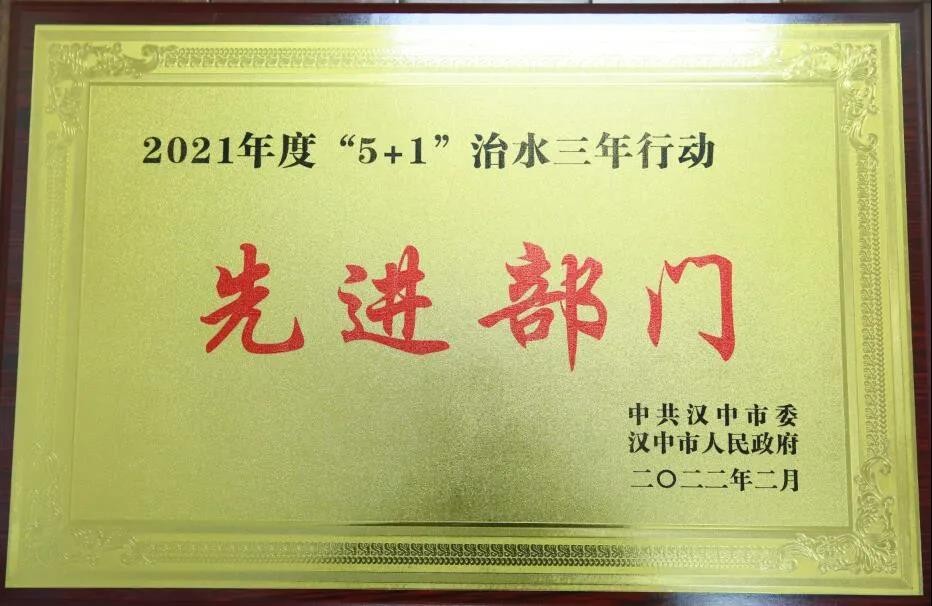 2021年度“5+1”治水三年行动
先进部门
中共汉中市委
汉中市人民政府
二〇二二年二月